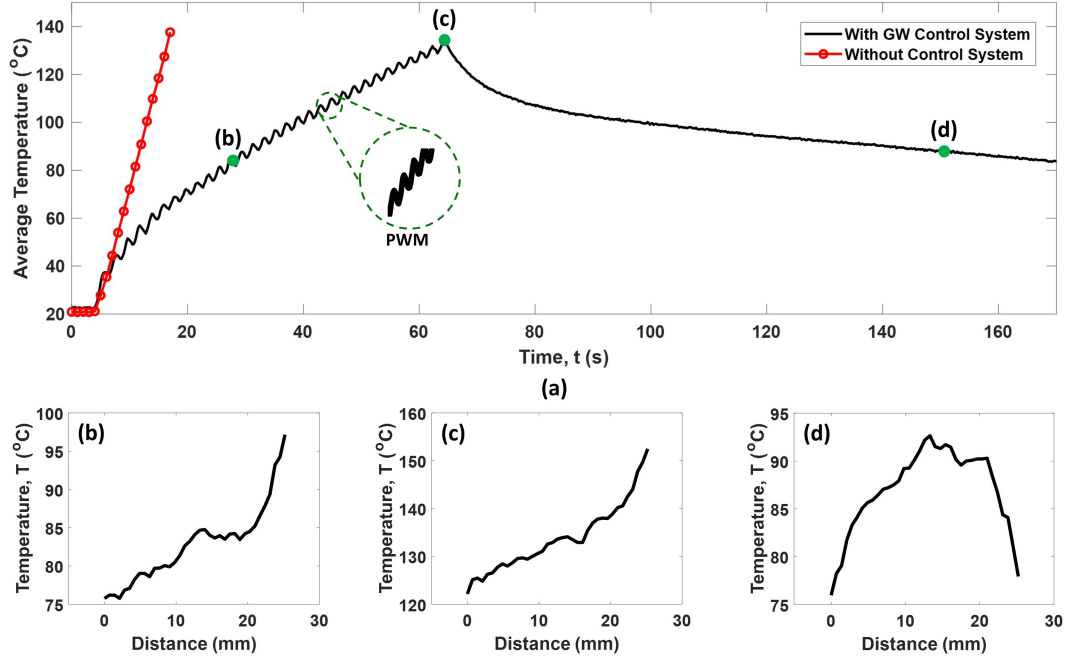 140
120
100
80
60
40
20
Average Temperature (°C)
(b)
(c)
(d)
PWM
With GW Control System
Without Control System
0 20 40 60 80 100 120 140 160
Time, t (s)
(a)
100
95
90
85
80
75
Temperature, T (°C)
(b)
0 10 20 30
Distance (mm)
160
150
140
130
120
Temperature, T (°C)
(c)
0 10 20 30
Distance (mm)
95
90
85
80
75
Temperature, T (°C)
(d)
0 10 20 30
Distance (mm)